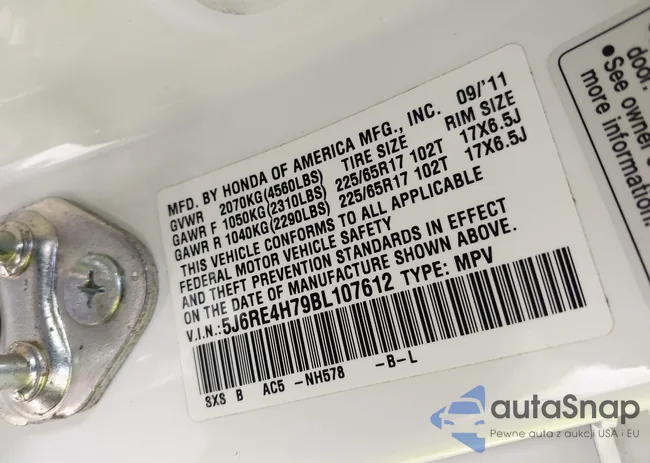 MFD. BY HONDA OF AMERICA MFG., INC. 09/'11
GVWR 2070KG(4560LBS) TIRE SIZE RIM SIZE
GAWR F 1050KG(2310LBS) 225/65R17 102T 17X6.5J
GAWR R 1040KG(2290LBS) 225/65R17 102T 17X6.5J
THIS VEHICLE CONFORMS TO ALL APPLICABLE
FEDERAL MOTOR VEHICLE SAFETY
AND THEFT PREVENTION STANDARDS IN EFFECT
ON THE DATE OF MANUFACTURE SHOWN ABOVE.
V.I.N.: 5J6RE4H79BL107612 TYPE: MPV
SXS B AC5 -NH578 -B-L
door.
• See owner
more information.
autaSnap
Pewne auta z aukcji USA i EU